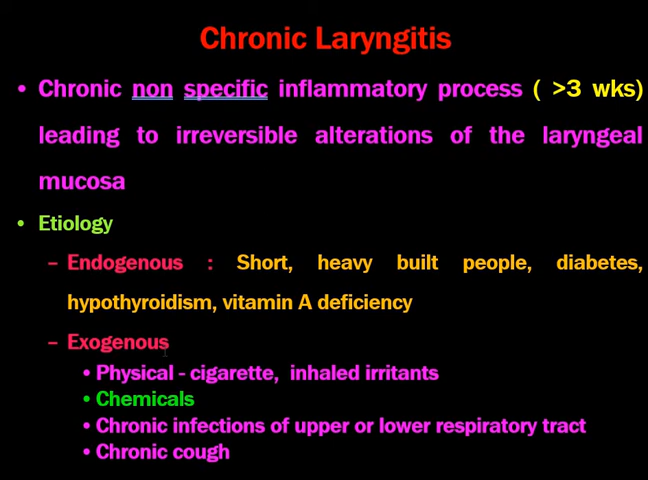 Chronic Laryngitis
• Chronic non specific inflammatory process ( >3 wks)
leading to irreversible alterations of the laryngeal
mucosa
• Etiology
– Endogenous : Short, heavy built people, diabetes,
hypothyroidism, vitamin A deficiency
– Exogenous
• Physical - cigarette, inhaled irritants
• Chemicals
• Chronic infections of upper or lower respiratory tract
• Chronic cough